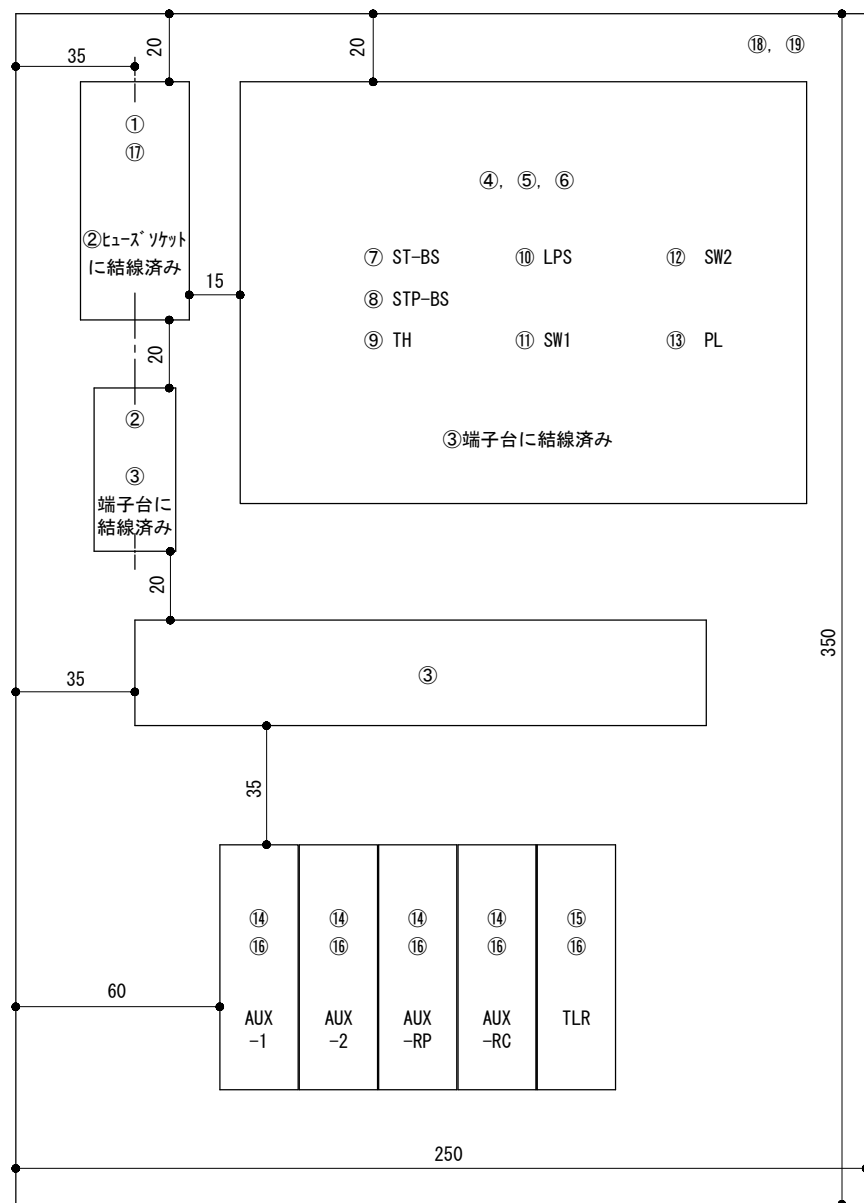 20
20
⑱, ⑲
35
①
⑰
②ヒューズソケット
に結線済み
④, ⑤, ⑥
⑦ ST-BS
⑩ LPS
⑫ SW2
⑧ STP-BS
⑨ TH
⑪ SW1
⑬ PL
15
20
③端子台に結線済み
②
③
端子台に
結線済み
20
350
35
③
35
⑭
⑯
AUX
-1
⑭
⑯
AUX
-2
⑭
⑯
AUX
-RP
⑭
⑯
AUX
-RC
⑮
⑯
TLR
60
250